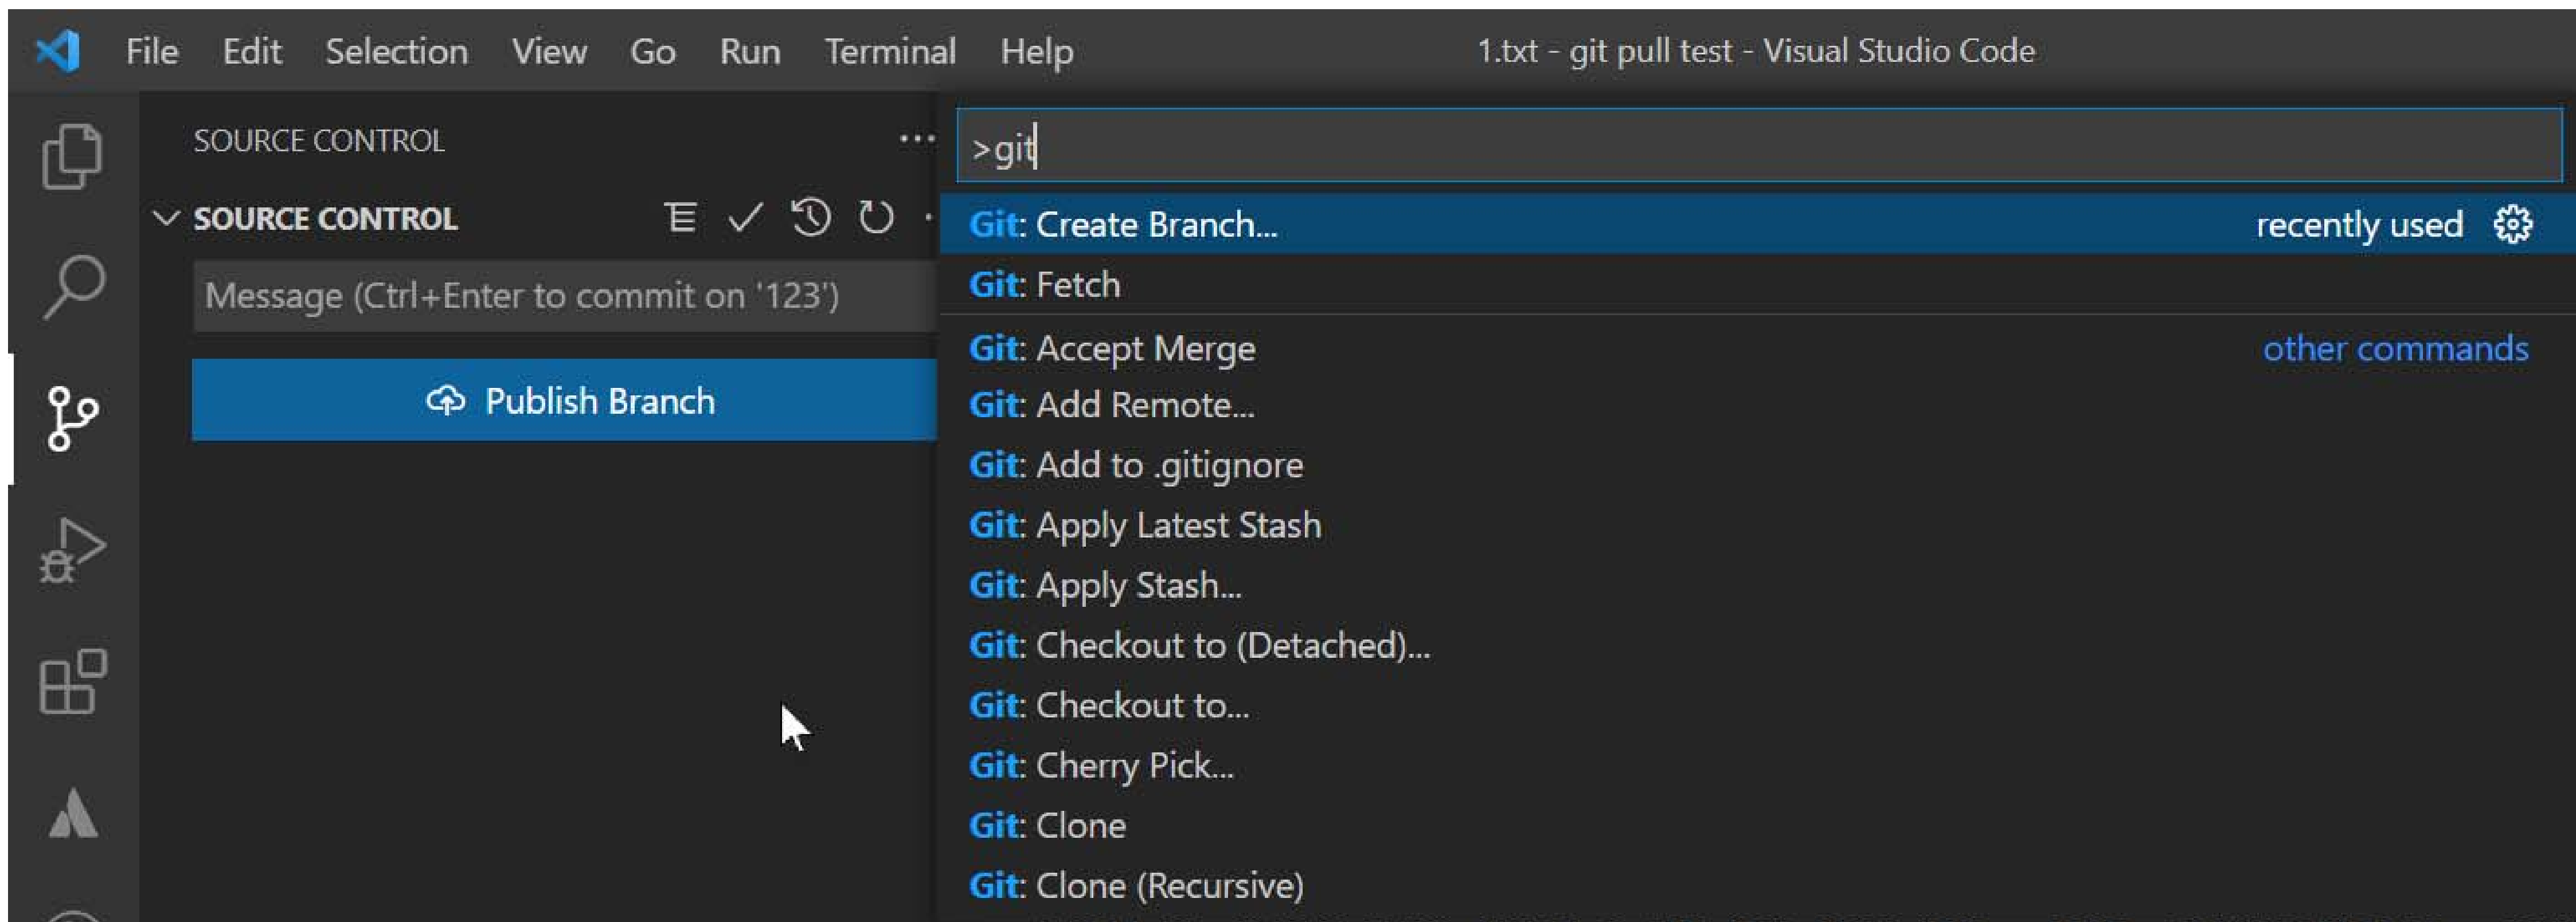 File Edit Selection View Go Run Terminal Help
1.txt - git pull test - Visual Studio Code
SOURCE CONTROL
SOURCE CONTROL
Message (Ctrl+Enter to commit on '123')
Publish Branch
>git
Git: Create Branch... recently used
Git: Fetch
Git: Accept Merge other commands
Git: Add Remote...
Git: Add to .gitignore
Git: Apply Latest Stash
Git: Apply Stash...
Git: Checkout to (Detached)...
Git: Checkout to...
Git: Cherry Pick...
Git: Clone
Git: Clone (Recursive)